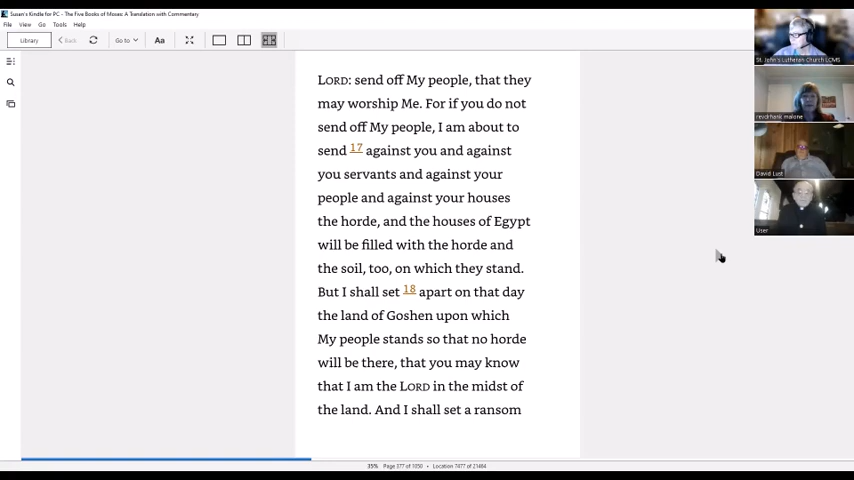 Susan's Kindle for PC - The Five Books of Moses: A Translation with Commentary
File View Go Tools Help
Library
Back
Go to
Aa
LORD: send off My people, that they
may worship Me. For if you do not
send off My people, I am about to
send 17 against you and against
you servants and against your
people and against your houses
the horde, and the houses of Egypt
will be filled with the horde and
the soil, too, on which they stand.
But I shall set 18 apart on that day
the land of Goshen upon which
My people stands so that no horde
will be there, that you may know
that I am the LORD in the midst of
the land. And I shall set a ransom
35% Page 377 of 1050 • Location 7477 of 21484
St. John's Lutheran Church LCMS
revdrhank malone
David Lust
User